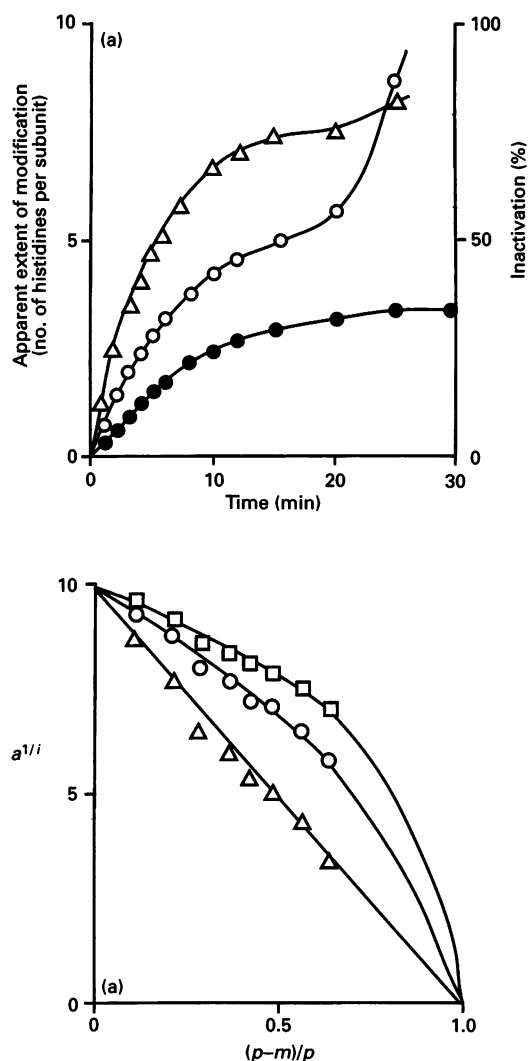 (a)
10
5
0
Apparent extent of modification
(no. of histidines per subunit)
100
50
0
Inactivation (%)
0 10 20 30
Time (min)
10
5
0
a^{1/i}
(a)
0 0.5 1.0
(p–m)/p